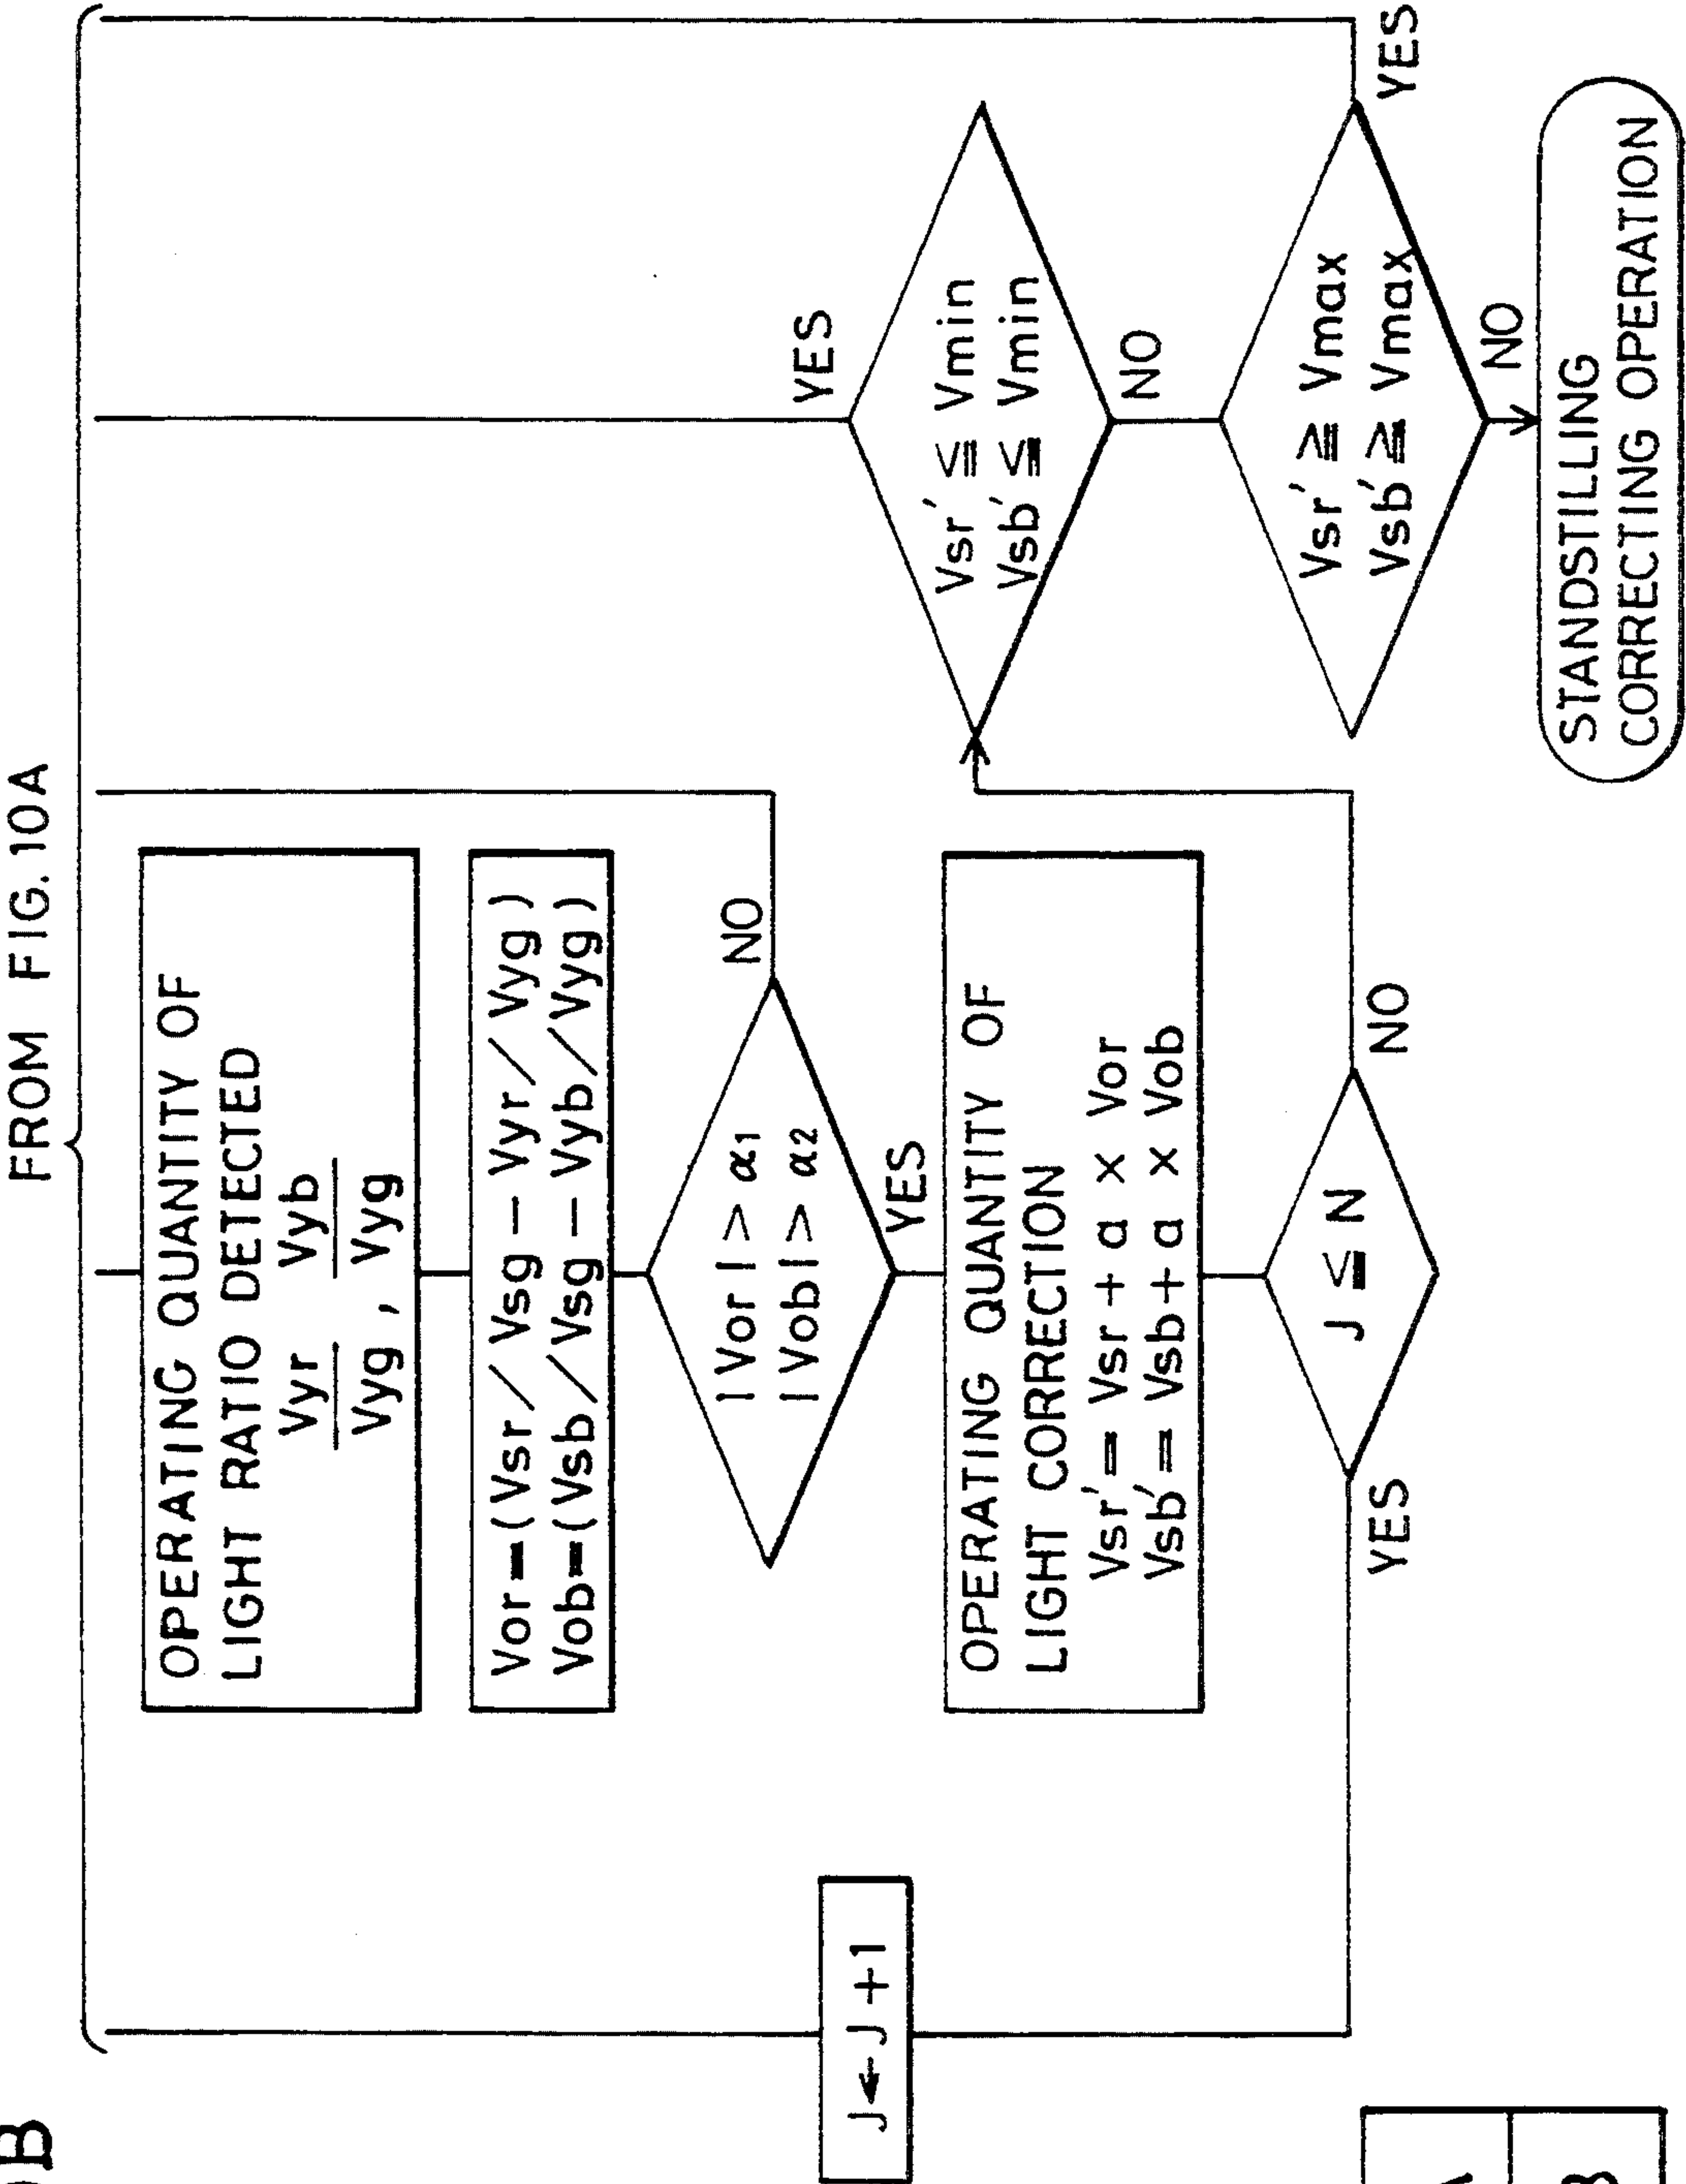 FROM FIG.10A
OPERATING QUANTITY OF
LIGHT RATIO DETECTED
Vyr/Vyg , Vyb/Vyg
Vor=(Vsr/Vsg-Vyr/Vyg)
Vob=(Vsb/Vsg-Vyb/Vyg)
|Vor|>α1
|Vob|>α2
NO
YES
OPERATING QUANTITY OF
LIGHT CORRECTION
Vsr'=Vsr+a x Vor
Vsb'=Vsb+a x Vob
J≦N
YES
NO
J←J+1
YES
Vsr'≦Vmin
Vsb'≦Vmin
NO
Vsr'≧Vmax
Vsb'≧Vmax
YES
NO
STANDSTILLING
CORRECTING OPERATION
B